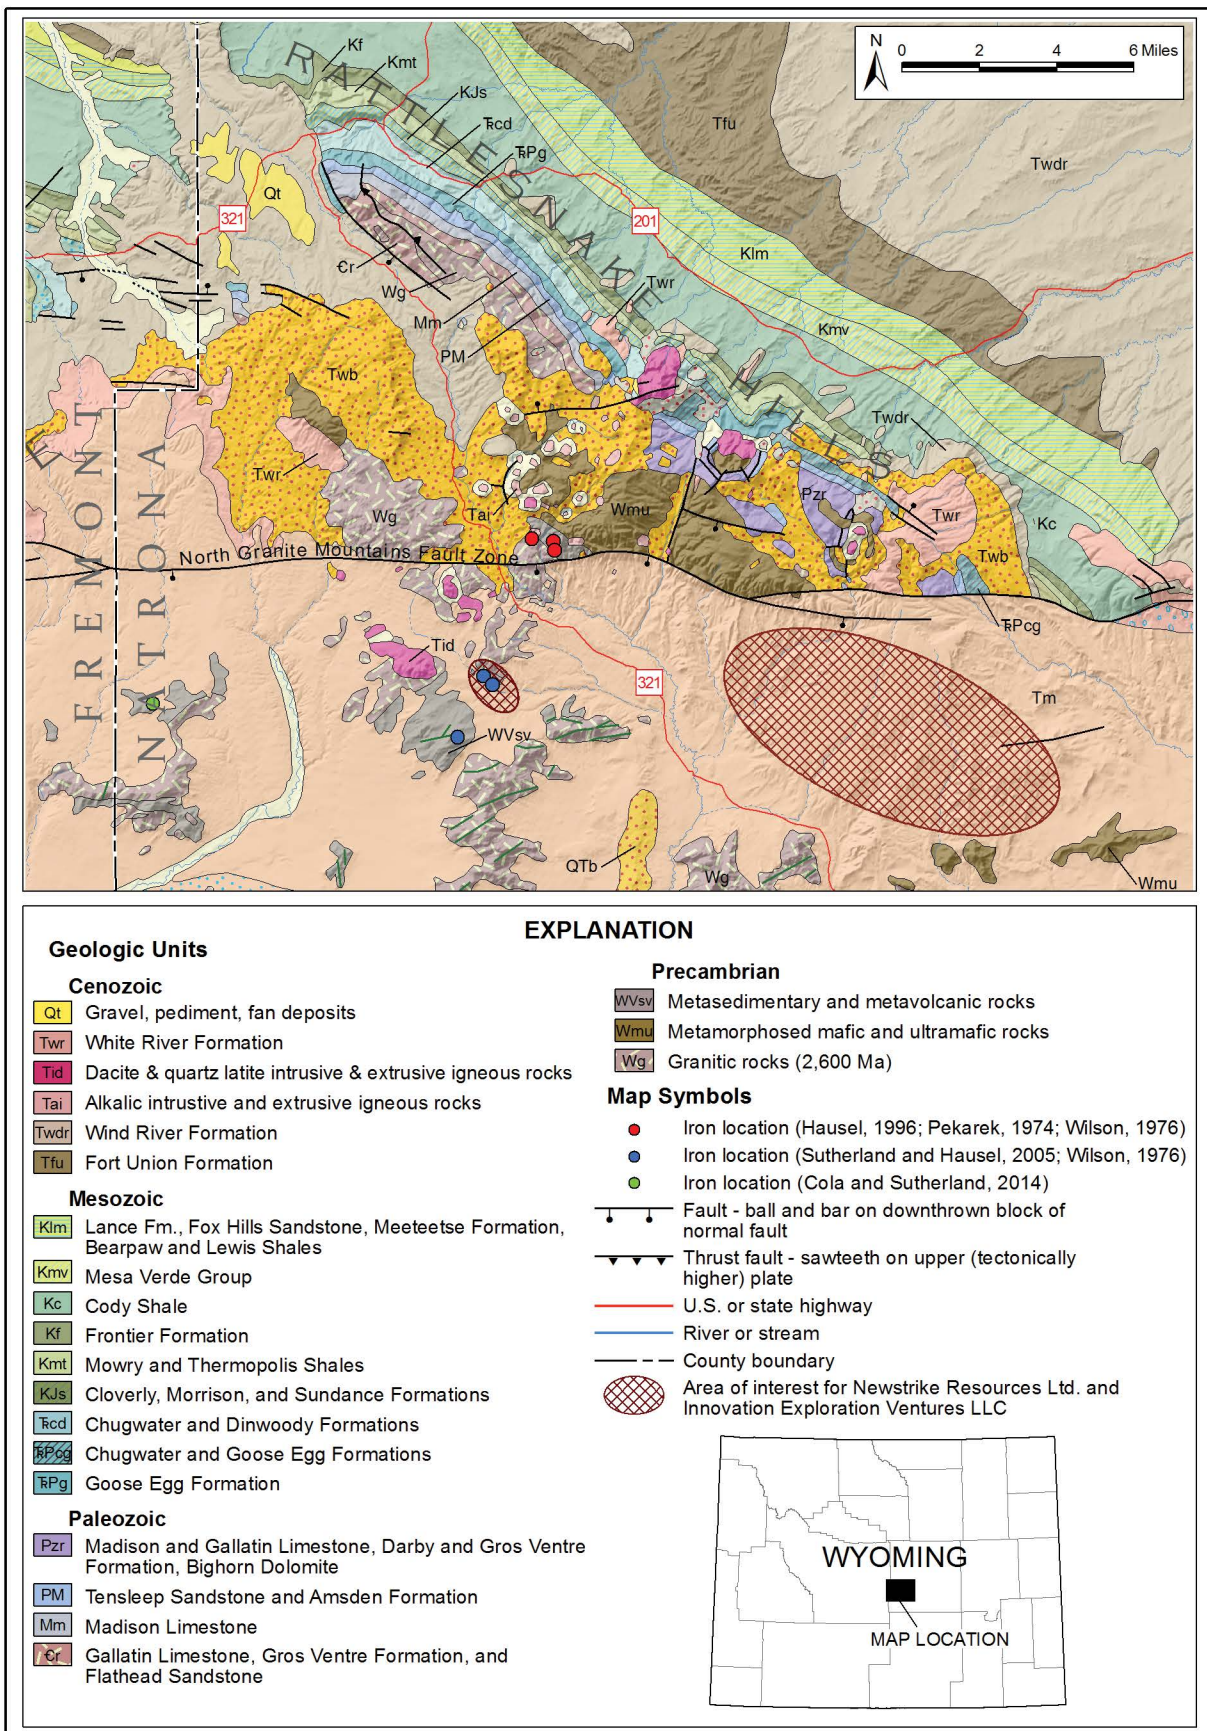 N
0 2 4 6 Miles
RATTLESNAKE HILLS
Kf
Kmt
KJs
Ꞧcd
ꞦPg
Tfu
Twdr
Qt
321
201
Klm
Єr
Wg
Twr
Mm
Kmv
PM
Twb
Twdr
Twr
Pzr
Wg
Tai
Wmu
Twr
Kc
North Granite Mountains Fault Zone
Twb
ꞦPcg
FREMONT
NATRONA
E
Tid
321
Tm
WVsv
QTb
Wg
Wmu
EXPLANATION
Geologic Units
Cenozoic
Qt Gravel, pediment, fan deposits
Twr White River Formation
Tid Dacite & quartz latite intrusive & extrusive igneous rocks
Tai Alkalic intrustive and extrusive igneous rocks
Twdr Wind River Formation
Tfu Fort Union Formation
Mesozoic
Klm Lance Fm., Fox Hills Sandstone, Meeteetse Formation,
Bearpaw and Lewis Shales
Kmv Mesa Verde Group
Kc Cody Shale
Kf Frontier Formation
Kmt Mowry and Thermopolis Shales
KJs Cloverly, Morrison, and Sundance Formations
Ꞧcd Chugwater and Dinwoody Formations
ꞦPcg Chugwater and Goose Egg Formations
ꞦPg Goose Egg Formation
Paleozoic
Pzr Madison and Gallatin Limestone, Darby and Gros Ventre
Formation, Bighorn Dolomite
PM Tensleep Sandstone and Amsden Formation
Mm Madison Limestone
Єr Gallatin Limestone, Gros Ventre Formation, and
Flathead Sandstone
Precambrian
WVsv Metasedimentary and metavolcanic rocks
Wmu Metamorphosed mafic and ultramafic rocks
Wg Granitic rocks (2,600 Ma)
Map Symbols
Iron location (Hausel, 1996; Pekarek, 1974; Wilson, 1976)
Iron location (Sutherland and Hausel, 2005; Wilson, 1976)
Iron location (Cola and Sutherland, 2014)
Fault - ball and bar on downthrown block of
normal fault
Thrust fault - sawteeth on upper (tectonically
higher) plate
U.S. or state highway
River or stream
County boundary
Area of interest for Newstrike Resources Ltd. and
Innovation Exploration Ventures LLC
WYOMING
MAP LOCATION